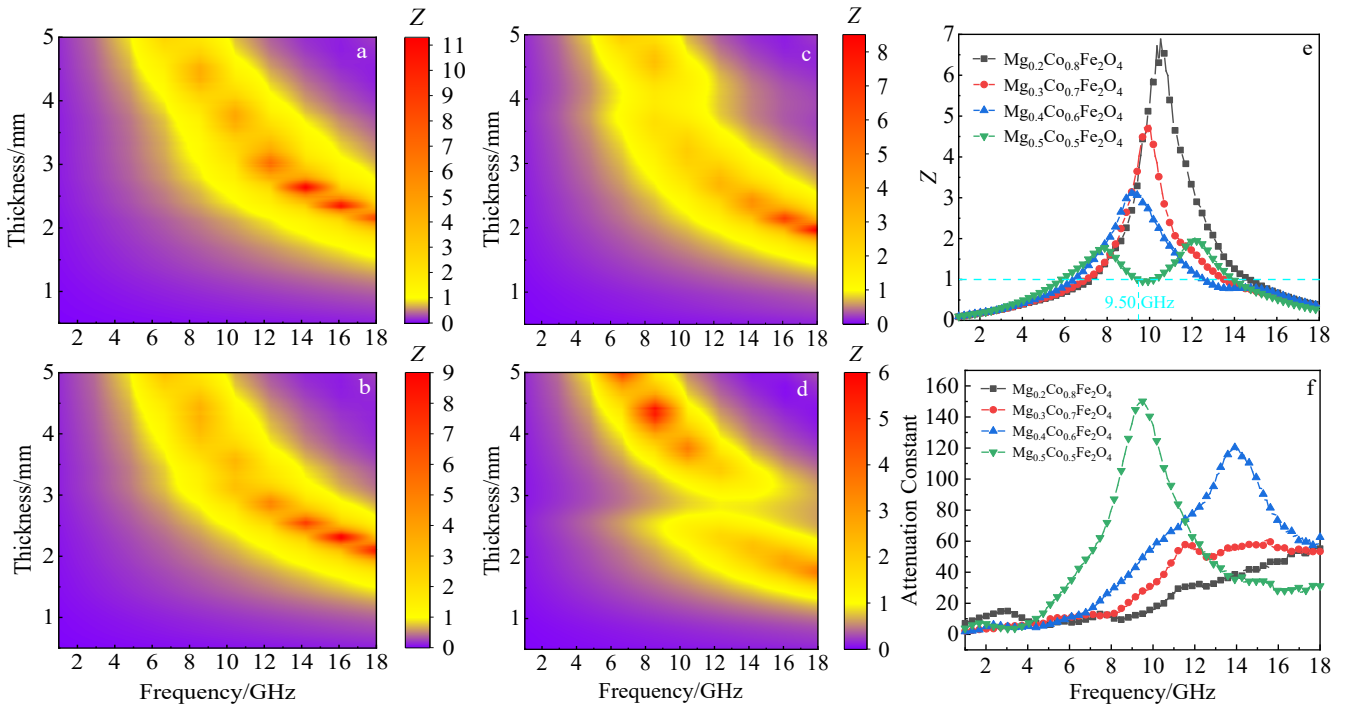 Z
a
5
4
3
2
1
2 4 6 8 10 12 14 16 18
Thickness/mm
11
10
9
8
7
6
5
4
3
2
1
0
Z
c
5
4
3
2
1
2 4 6 8 10 12 14 16 18
Thickness/mm
8
7
6
5
4
3
2
1
0
e
Mg0.2Co0.8Fe2O4
Mg0.3Co0.7Fe2O4
Mg0.4Co0.6Fe2O4
Mg0.5Co0.5Fe2O4
7
6
5
4
3
2
1
0
Z
9.50 GHz
2 4 6 8 10 12 14 16 18
Z
b
5
4
3
2
1
Thickness/mm
2 4 6 8 10 12 14 16 18
Frequency/GHz
9
8
7
6
5
4
3
2
1
0
Z
d
5
4
3
2
1
Thickness/mm
2 4 6 8 10 12 14 16 18
Frequency/GHz
6
5
4
3
2
1
0
f
Mg0.2Co0.8Fe2O4
Mg0.3Co0.7Fe2O4
Mg0.4Co0.6Fe2O4
Mg0.5Co0.5Fe2O4
160
140
120
100
80
60
40
20
0
Attenuation Constant
2 4 6 8 10 12 14 16 18
Frequency/GHz